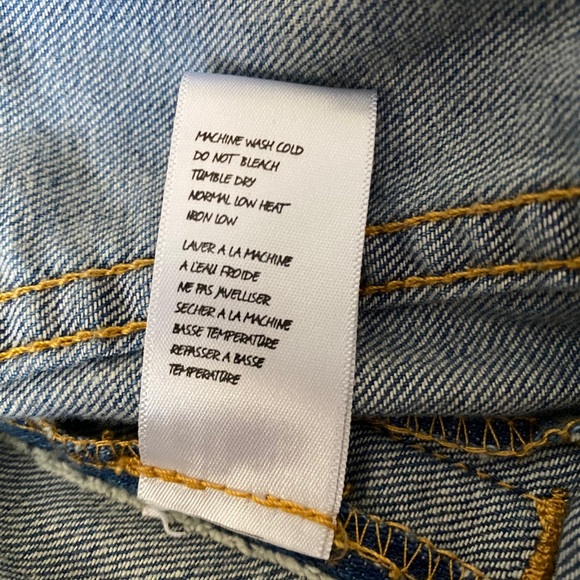 MACHINE WASH COLD
DO NOT BLEACH
TUMBLE DRY
NORMAL LOW HEAT
IRON LOW
LAVER A LA MACHINE
A L'EAU FROIDE
NE PAS JAVELLISER
SECHER A LA MACHINE
BASSE TEMPERATURE
REPASSER A BASSE
TEMPERATURE